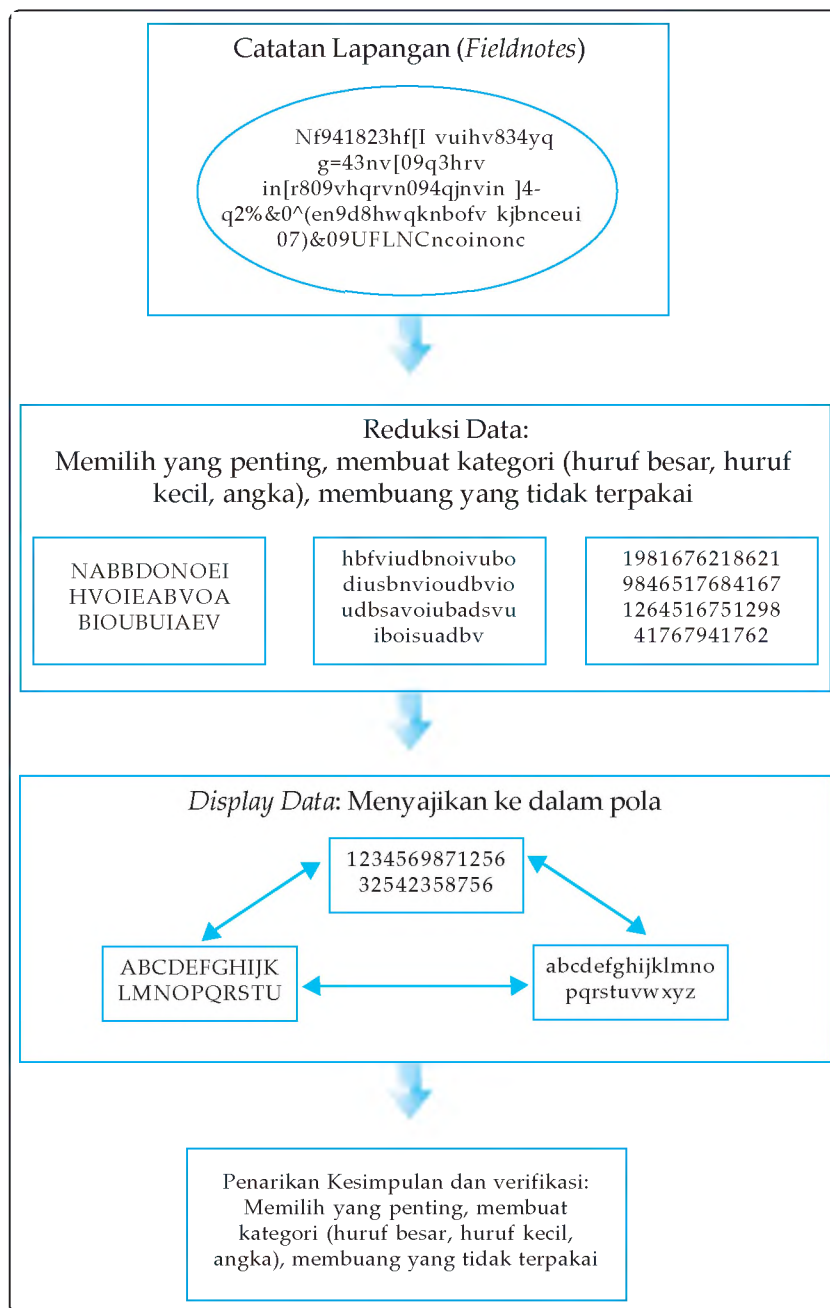 Catatan Lapangan (Fieldnotes)
Nf941823hf[I vuihv834yq
g=43nv[09q3hrv
in[r809vhqrvn094qjnvin ]4-
q2%&0^(en9d8hwqknbofv kjbnceui
07)&09UFLNCncoinonc
Reduksi Data:
Memilih yang penting, membuat kategori (huruf besar, huruf
kecil, angka), membuang yang tidak terpakai
NABBDONOEI
HVOIEABVOA
BIOUBUIAEV
hbfviudbnoivubo
diusbnvioudbvio
udbsavoiubadsvu
iboisuadbv
1981676218621
9846517684167
1264516751298
41767941762
Display Data: Menyajikan ke dalam pola
1234569871256
32542358756
ABCDEFGHIJK
LMNOPQRSTU
abcdefghijklmno
pqrstuvwxyz
Penarikan Kesimpulan dan verifikasi:
Memilih yang penting, membuat
kategori (huruf besar, huruf kecil,
angka), membuang yang tidak terpakai